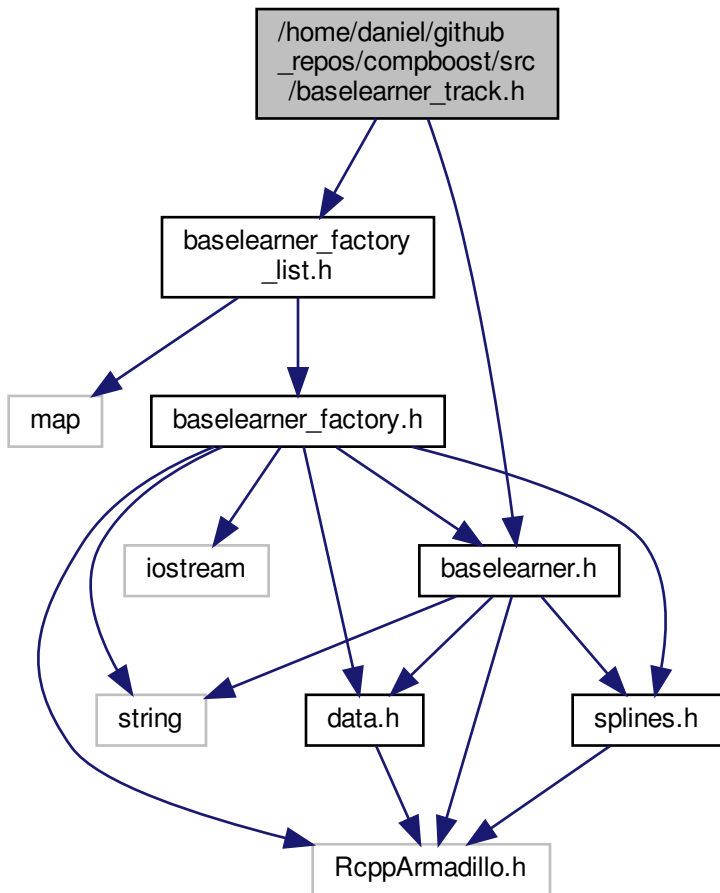 /home/daniel/github
_repos/compboost/src
/baselearner_track.h
baselearner_factory
_list.h
map
baselearner_factory.h
iostream
baselearner.h
string
data.h
splines.h
RcppArmadillo.h